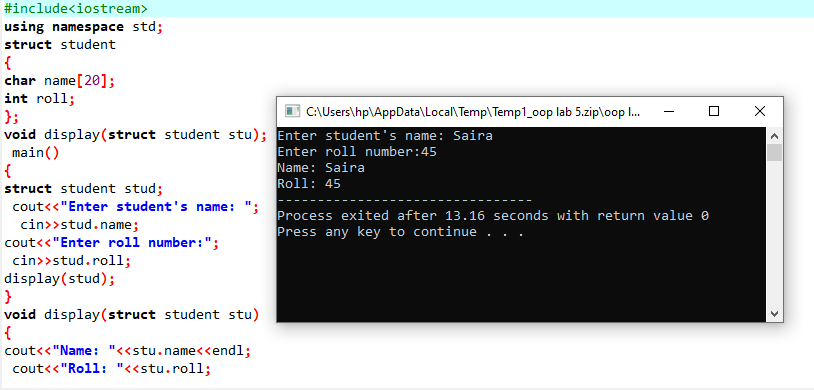 #include<iostream>
using namespace std;
struct student
{
char name[20];
int roll;
};
void display(struct student stu);
 main()
{
struct student stud;
 cout<<"Enter student's name: ";
  cin>>stud.name;
cout<<"Enter roll number:";
 cin>>stud.roll;
display(stud);
}
void display(struct student stu)
{
cout<<"Name: "<<stu.name<<endl;
 cout<<"Roll: "<<stu.roll;
C:\Users\hp\AppData\Local\Temp\Temp1_oop lab 5.zip\oop l...
Enter student's name: Saira
Enter roll number:45
Name: Saira
Roll: 45
--------------------------------
Process exited after 13.16 seconds with return value 0
Press any key to continue . . .